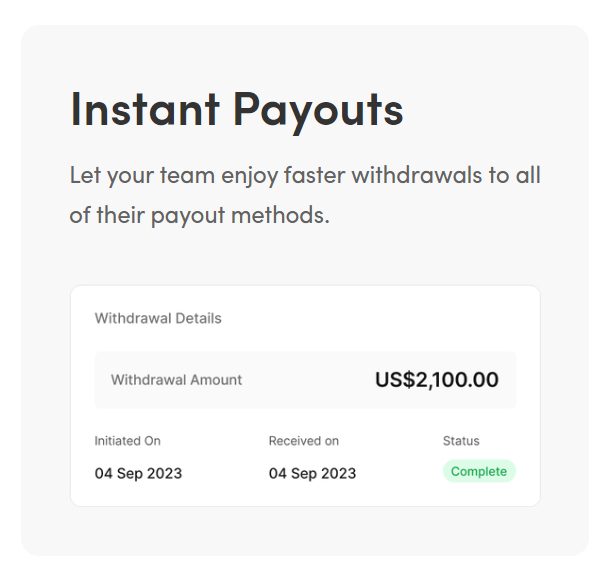 Instant Payouts
Let your team enjoy faster withdrawals to all
of their payout methods.
Withdrawal Details
Withdrawal Amount US$2,100.00
Initiated On Received on Status
04 Sep 2023 04 Sep 2023 Complete